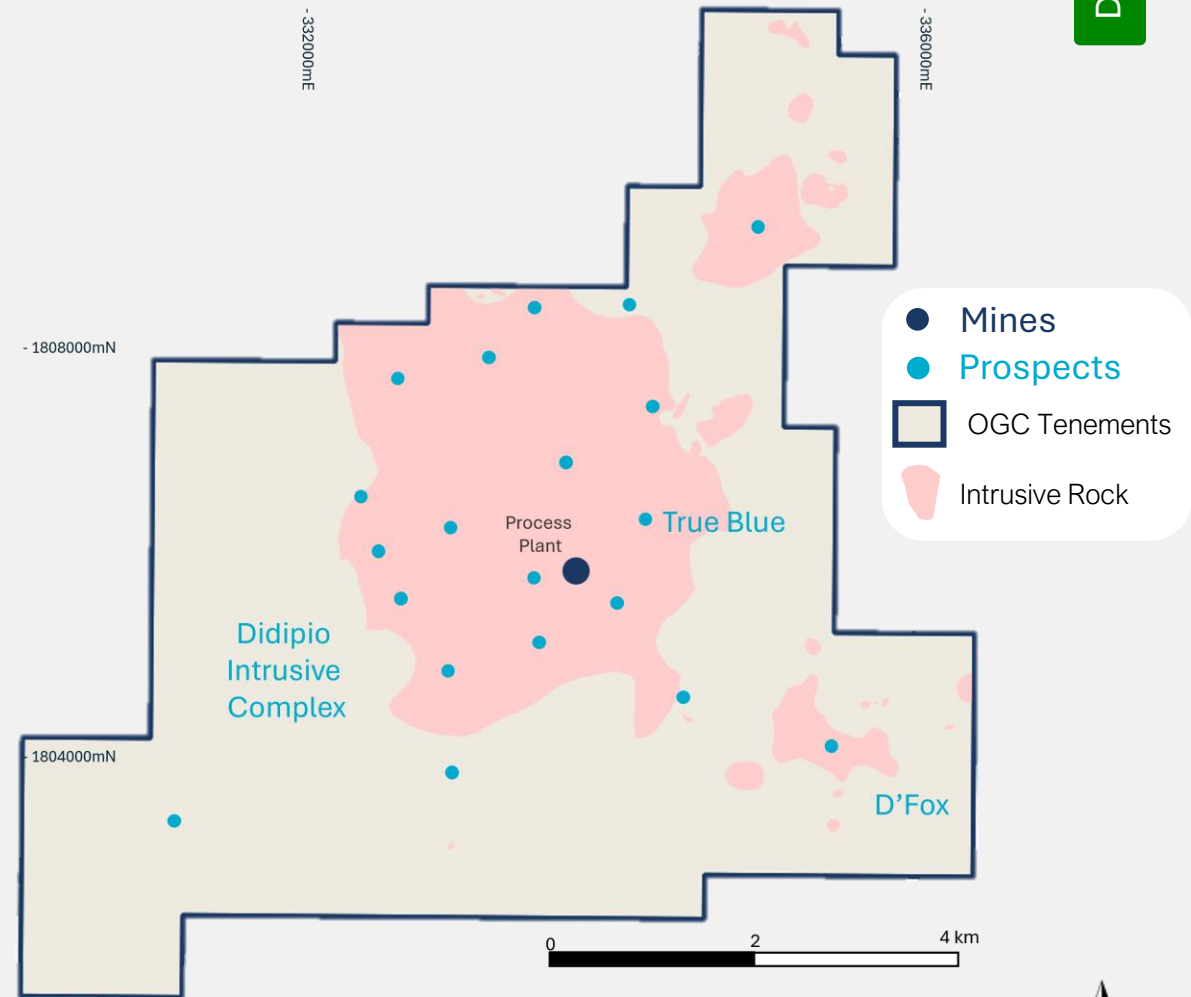 - 332000mE
- 336000mE
D
- 1808000mN
Mines
Prospects
OGC Tenements
Intrusive Rock
Process
Plant
True Blue
Didipio
Intrusive
Complex
- 1804000mN
D’Fox
0
2
4 km